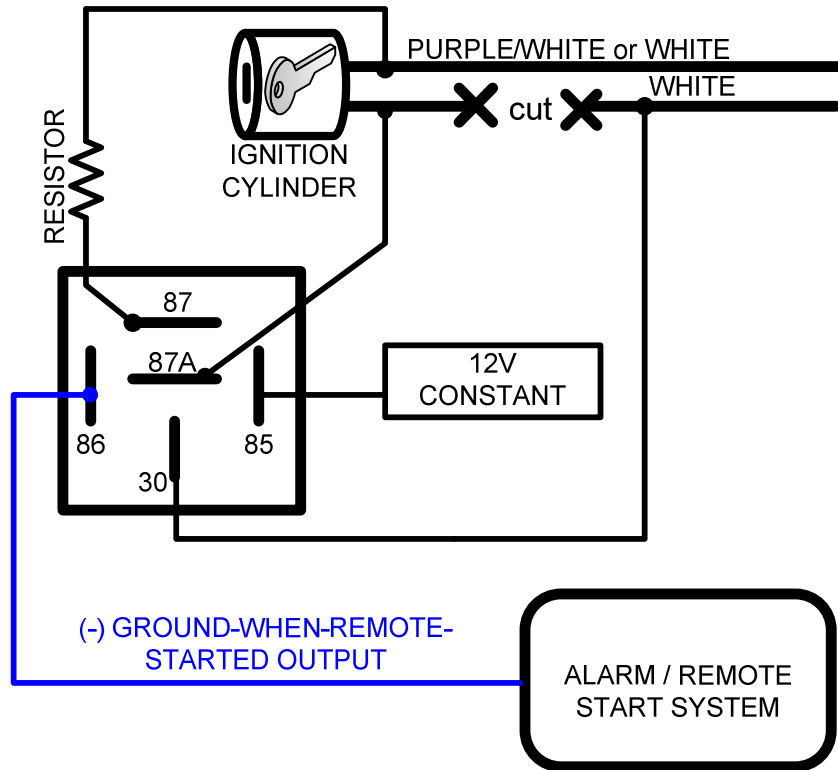 PURPLE/WHITE or WHITE
WHITE
cut
IGNITION
CYLINDER
RESISTOR
87
87A
86
85
30
12V
CONSTANT
(-) GROUND-WHEN-REMOTE-
STARTED OUTPUT
ALARM / REMOTE
START SYSTEM